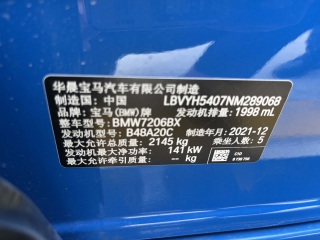 华晨宝马汽车有限公司制造
制造国：中国 LBVYH5407NM289068
品牌：宝马(BMW)牌 发动机排量：1998 mL
整车型号：BMW7206BX
发动机型号：B48A20C 制造年月：2021-12
最大允许总质量：2145 kg 乘坐人数：5
发动机最大净功率： 141 kW
最大允许牵引质量： -- kg